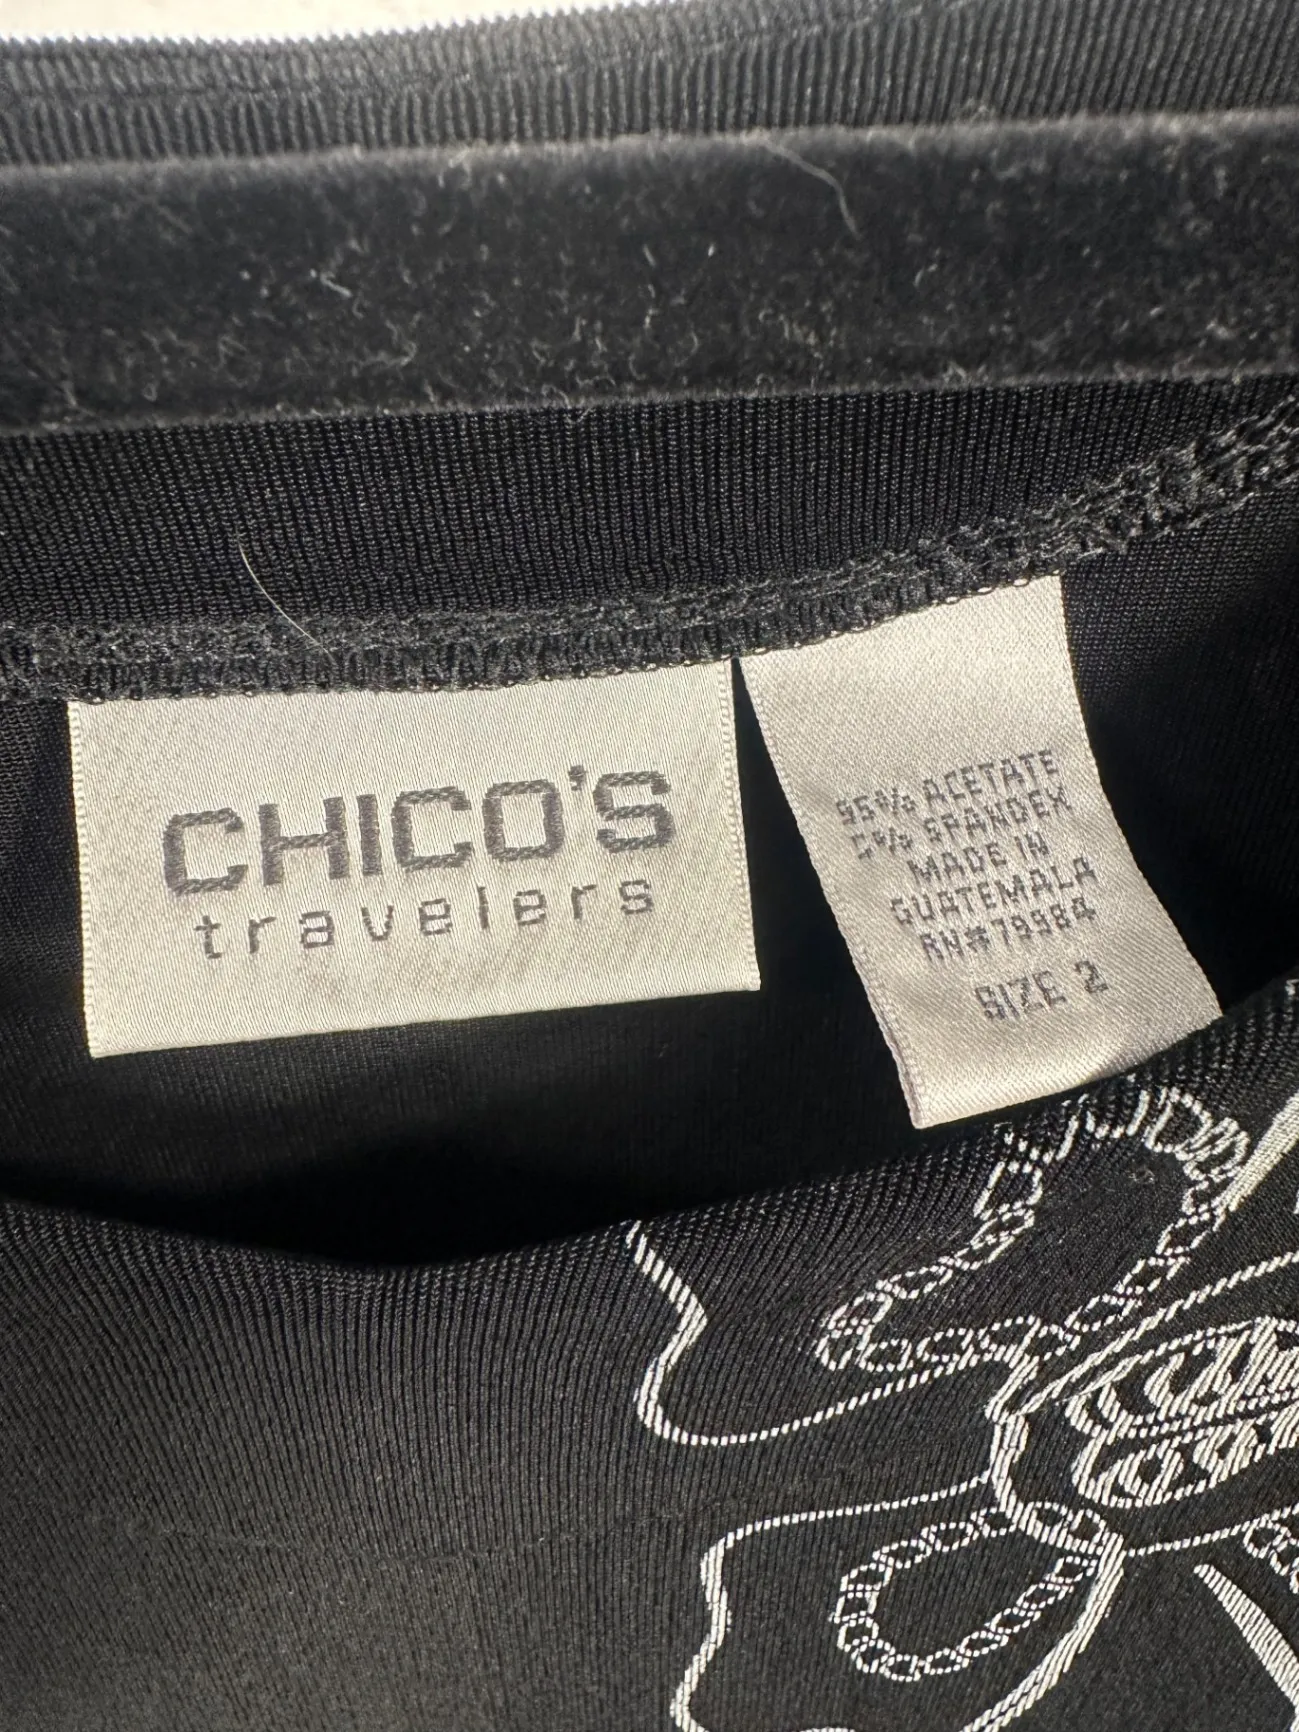 CHICO'S
travelers
95% ACETATE
5% SPANDEX
MADE IN
GUATEMALA
RN#79984
SIZE 2